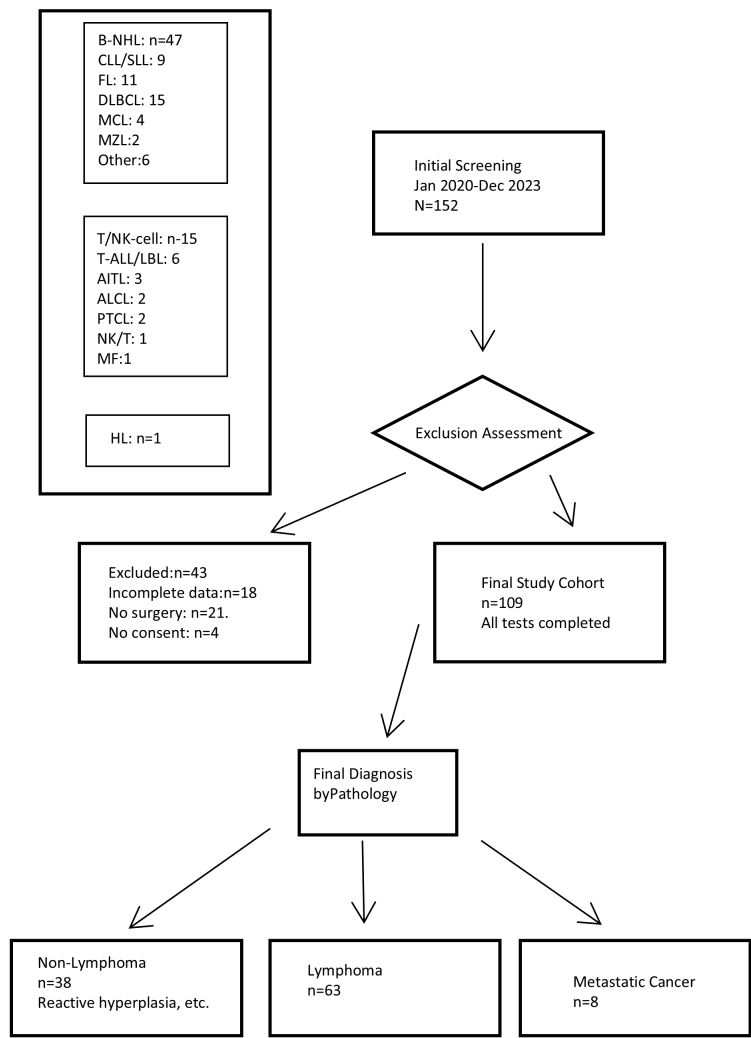 B-NHL: n=47
CLL/SLL: 9
FL: 11
DLBCL: 15
MCL: 4
MZL:2
Other:6
T/NK-cell: n-15
T-ALL/LBL: 6
AITL: 3
ALCL: 2
PTCL: 2
NK/T: 1
MF:1
HL: n=1
Initial Screening
Jan 2020-Dec 2023
N=152
Exclusion Assessment
Excluded:n=43
Incomplete data:n=18
No surgery: n=21.
No consent: n=4
Final Study Cohort
n=109
All tests completed
Final Diagnosis
byPathology
Non-Lymphoma
n=38
Reactive hyperplasia, etc.
Lymphoma
n=63
Metastatic Cancer
n=8